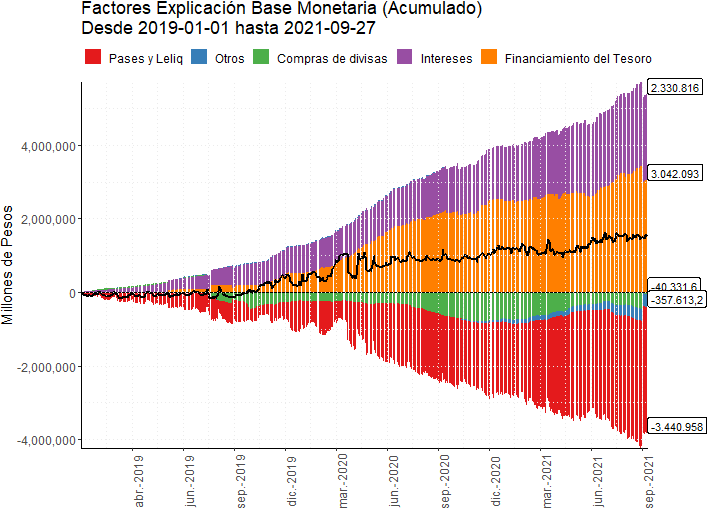 Factores Explicación Base Monetaria (Acumulado)
Desde 2019-01-01 hasta 2021-09-27
Pases y Leliq Otros Compras de divisas Intereses Financiamiento del Tesoro
Millones de Pesos
4,000,000
2,000,000
0
-2,000,000
-4,000,000
2.330.816
3.042.093
-40.331,6
-357.613,2
-3.440.958
abr.-2019
jun.-2019
sep.-2019
dic.-2019
mar.-2020
jun.-2020
sep.-2020
dic.-2020
mar.-2021
jun.-2021
sep.-2021